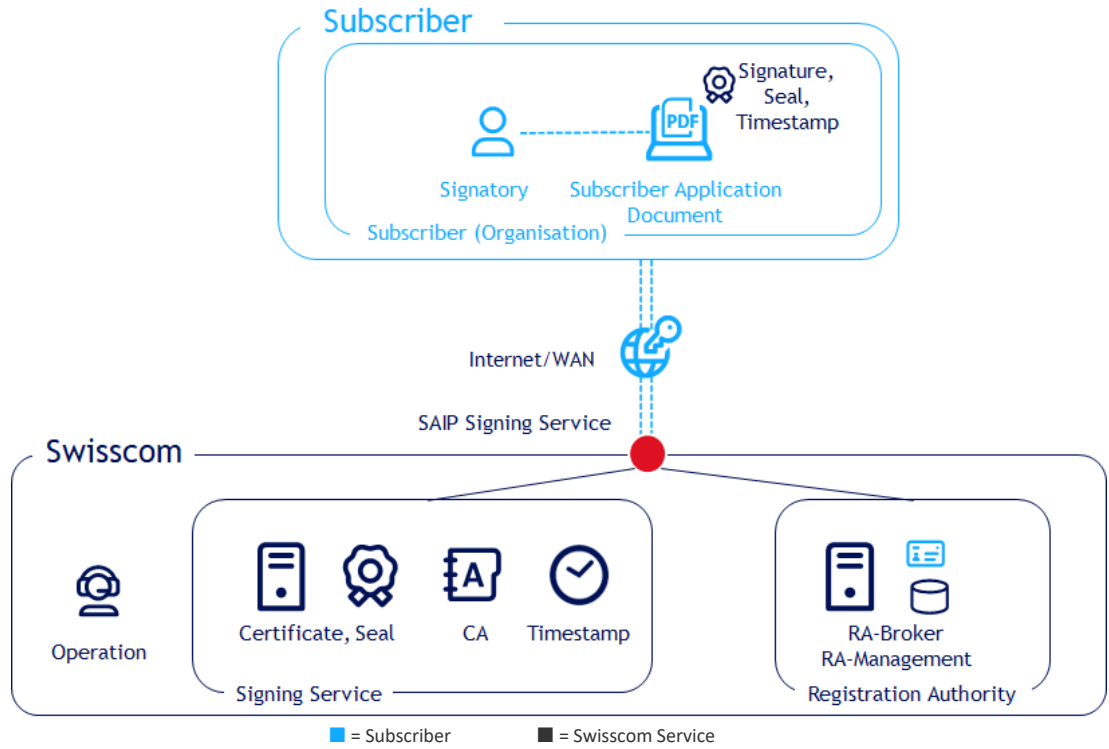 Subscriber
Signature,
Seal,
Timestamp
PDF
Signatory
Subscriber Application
Document
Subscriber (Organisation)
Internet/WAN
SAIP Signing Service
Swisscom
A
Operation
Certificate, Seal
CA
Timestamp
Signing Service
RA-Broker
RA-Management
Registration Authority
= Subscriber
= Swisscom Service